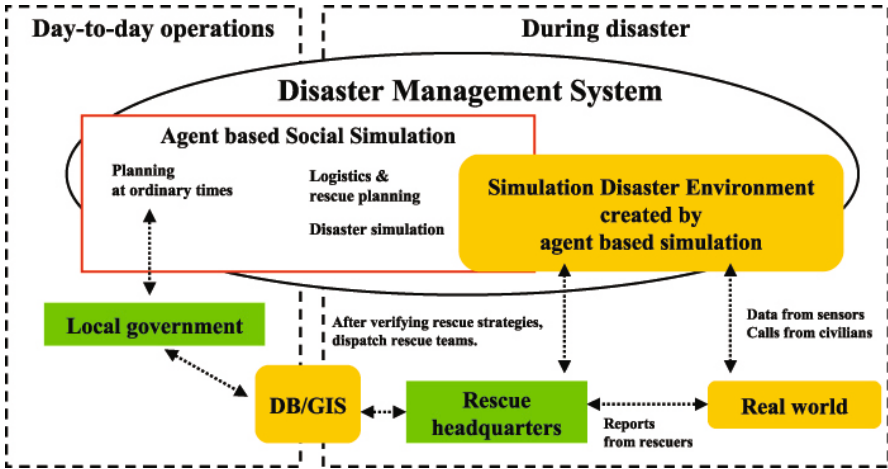 Day-to-day operations
During disaster
Disaster Management System
Agent based Social Simulation
Planning
at ordinary times
Logistics &
rescue planning
Disaster simulation
Simulation Disaster Environment
created by
agent based simulation
Local government
After verifying rescue strategies,
dispatch rescue teams.
Data from sensors
Calls from civilians
DB/GIS
Rescue
headquarters
Reports
from rescuers
Real world